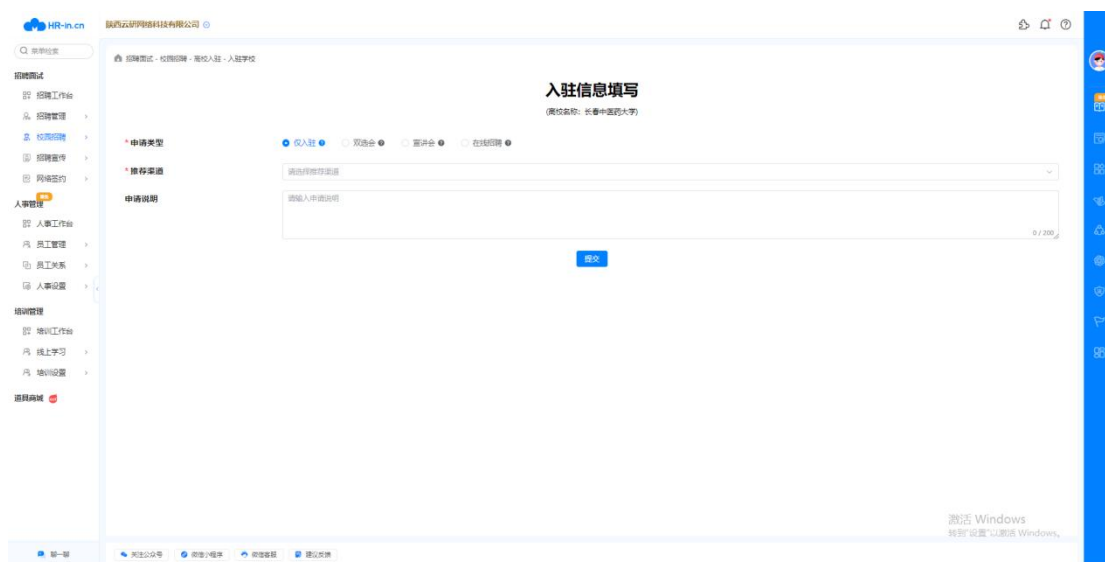 HR-in.cn
陕西云研网络科技有限公司
菜单检索
招聘面试 - 校园招聘 - 高校入驻 - 入驻学校
招聘面试
招聘工作台
招聘管理
校园招聘
招聘宣传
网络签约
人事管理
人事工作台
员工管理
员工关系
人事设置
培训管理
培训工作台
线上学习
培训设置
道具商城
入驻信息填写
(高校名称：长春中医药大学)
* 申请类型
仅入驻 双选会 宣讲会 在线招聘
* 推荐渠道
请选择推荐渠道
申请说明
请输入申请说明
0 / 200
提交
激活 Windows
转到"设置"以激活 Windows。
聊一聊
关注公众号 微信小程序 微信客服 建议反馈